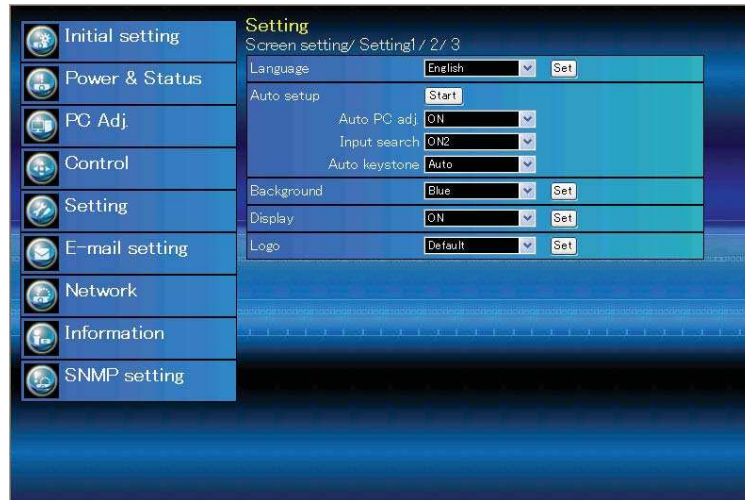 Initial setting
Power & Status
PC Adj.
Control
Setting
E-mail setting
Network
Information
SNMP setting
Setting
Screen setting/ Setting1/ 2/ 3
Language English Set
Auto setup Start
Auto PC adj. ON
Input search ON2
Auto keystone Auto
Background Blue Set
Display ON Set
Logo Default Set